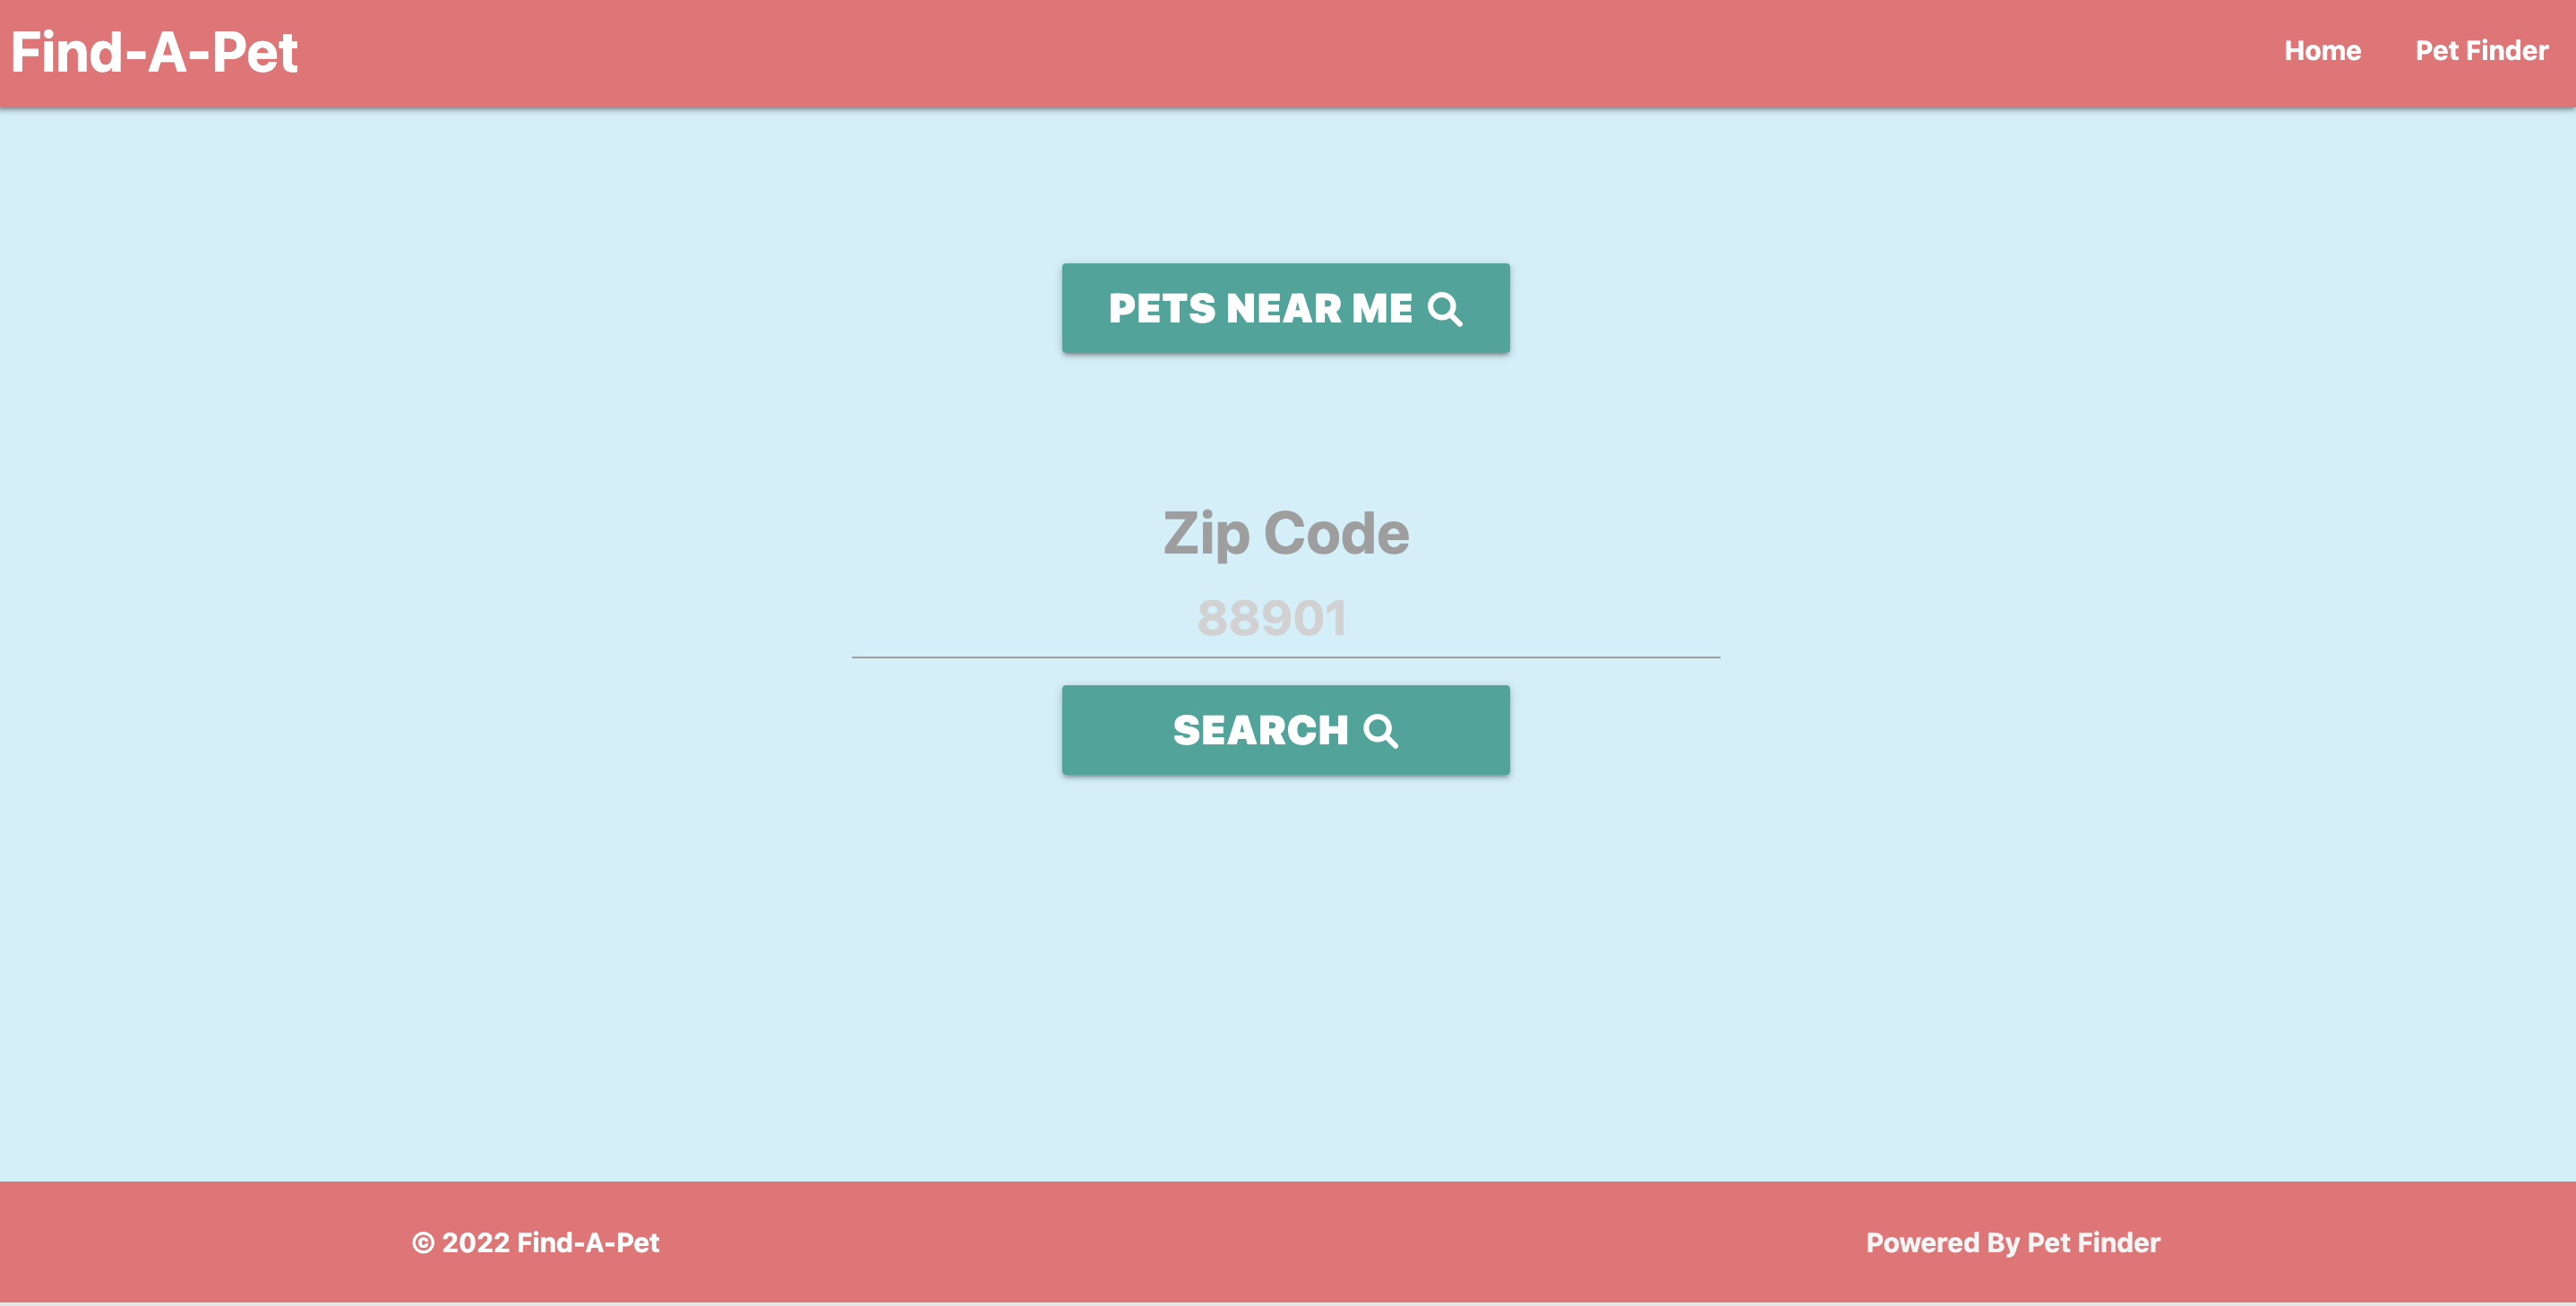 Find-A-Pet
Home
Pet Finder
PETS NEAR ME
Zip Code
88901
SEARCH
© 2022 Find-A-Pet
Powered By Pet Finder